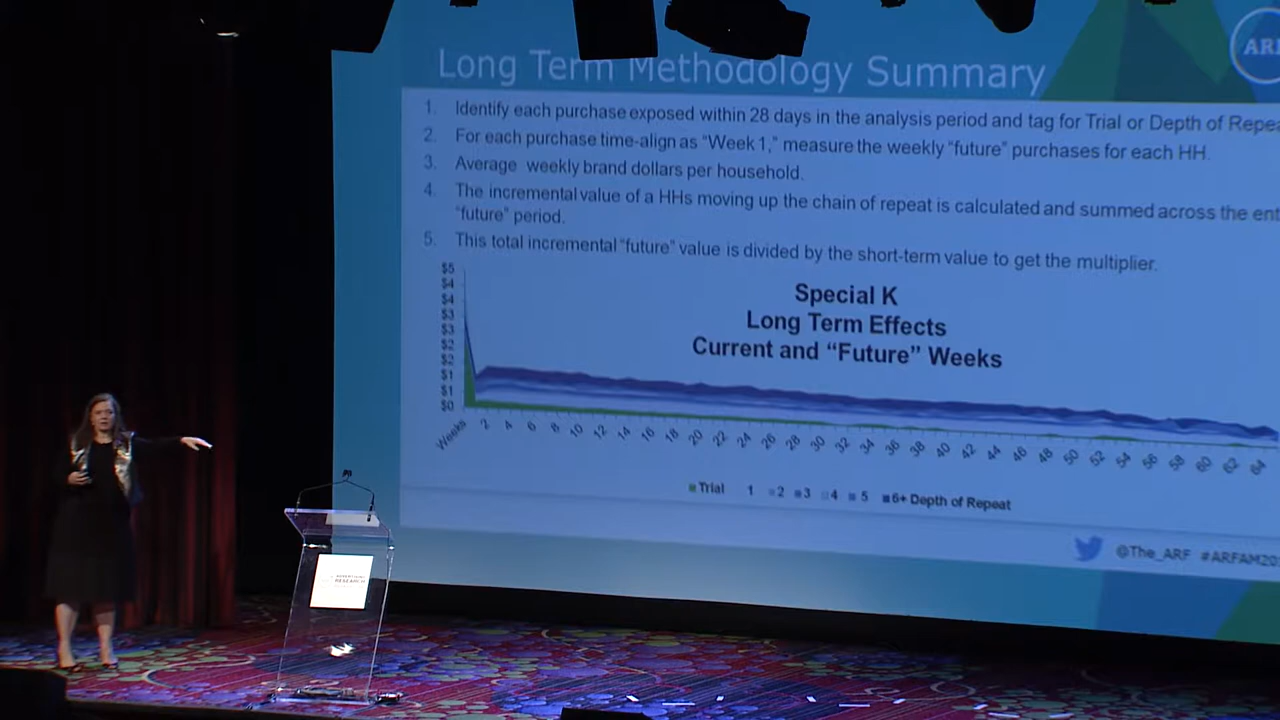 ARF
Long Term Methodology Summary
1. Identify each purchase exposed within 28 days in the analysis period and tag for Trial or Depth of Repe
2. For each purchase time-align as "Week 1," measure the weekly "future" purchases for each HH.
3. Average weekly brand dollars per household.
4. The incremental value of a HHs moving up the chain of repeat is calculated and summed across the ent
"future" period.
5. This total incremental "future" value is divided by the short-term value to get the multiplier.
Special K
Long Term Effects
Current and "Future" Weeks
$5
$4
$4
$3
$3
$2
$2
$1
$1
$0
Weeks 2 4 6 8 10 12 14 16 18 20 22 24 26 28 30 32 34 36 38 40 42 44 46 48 50 52 54 56 58 60 62 64
Trial 1 2 3 4 5 6+ Depth of Repeat
@The_ARF #ARFAM20
RESEARCH